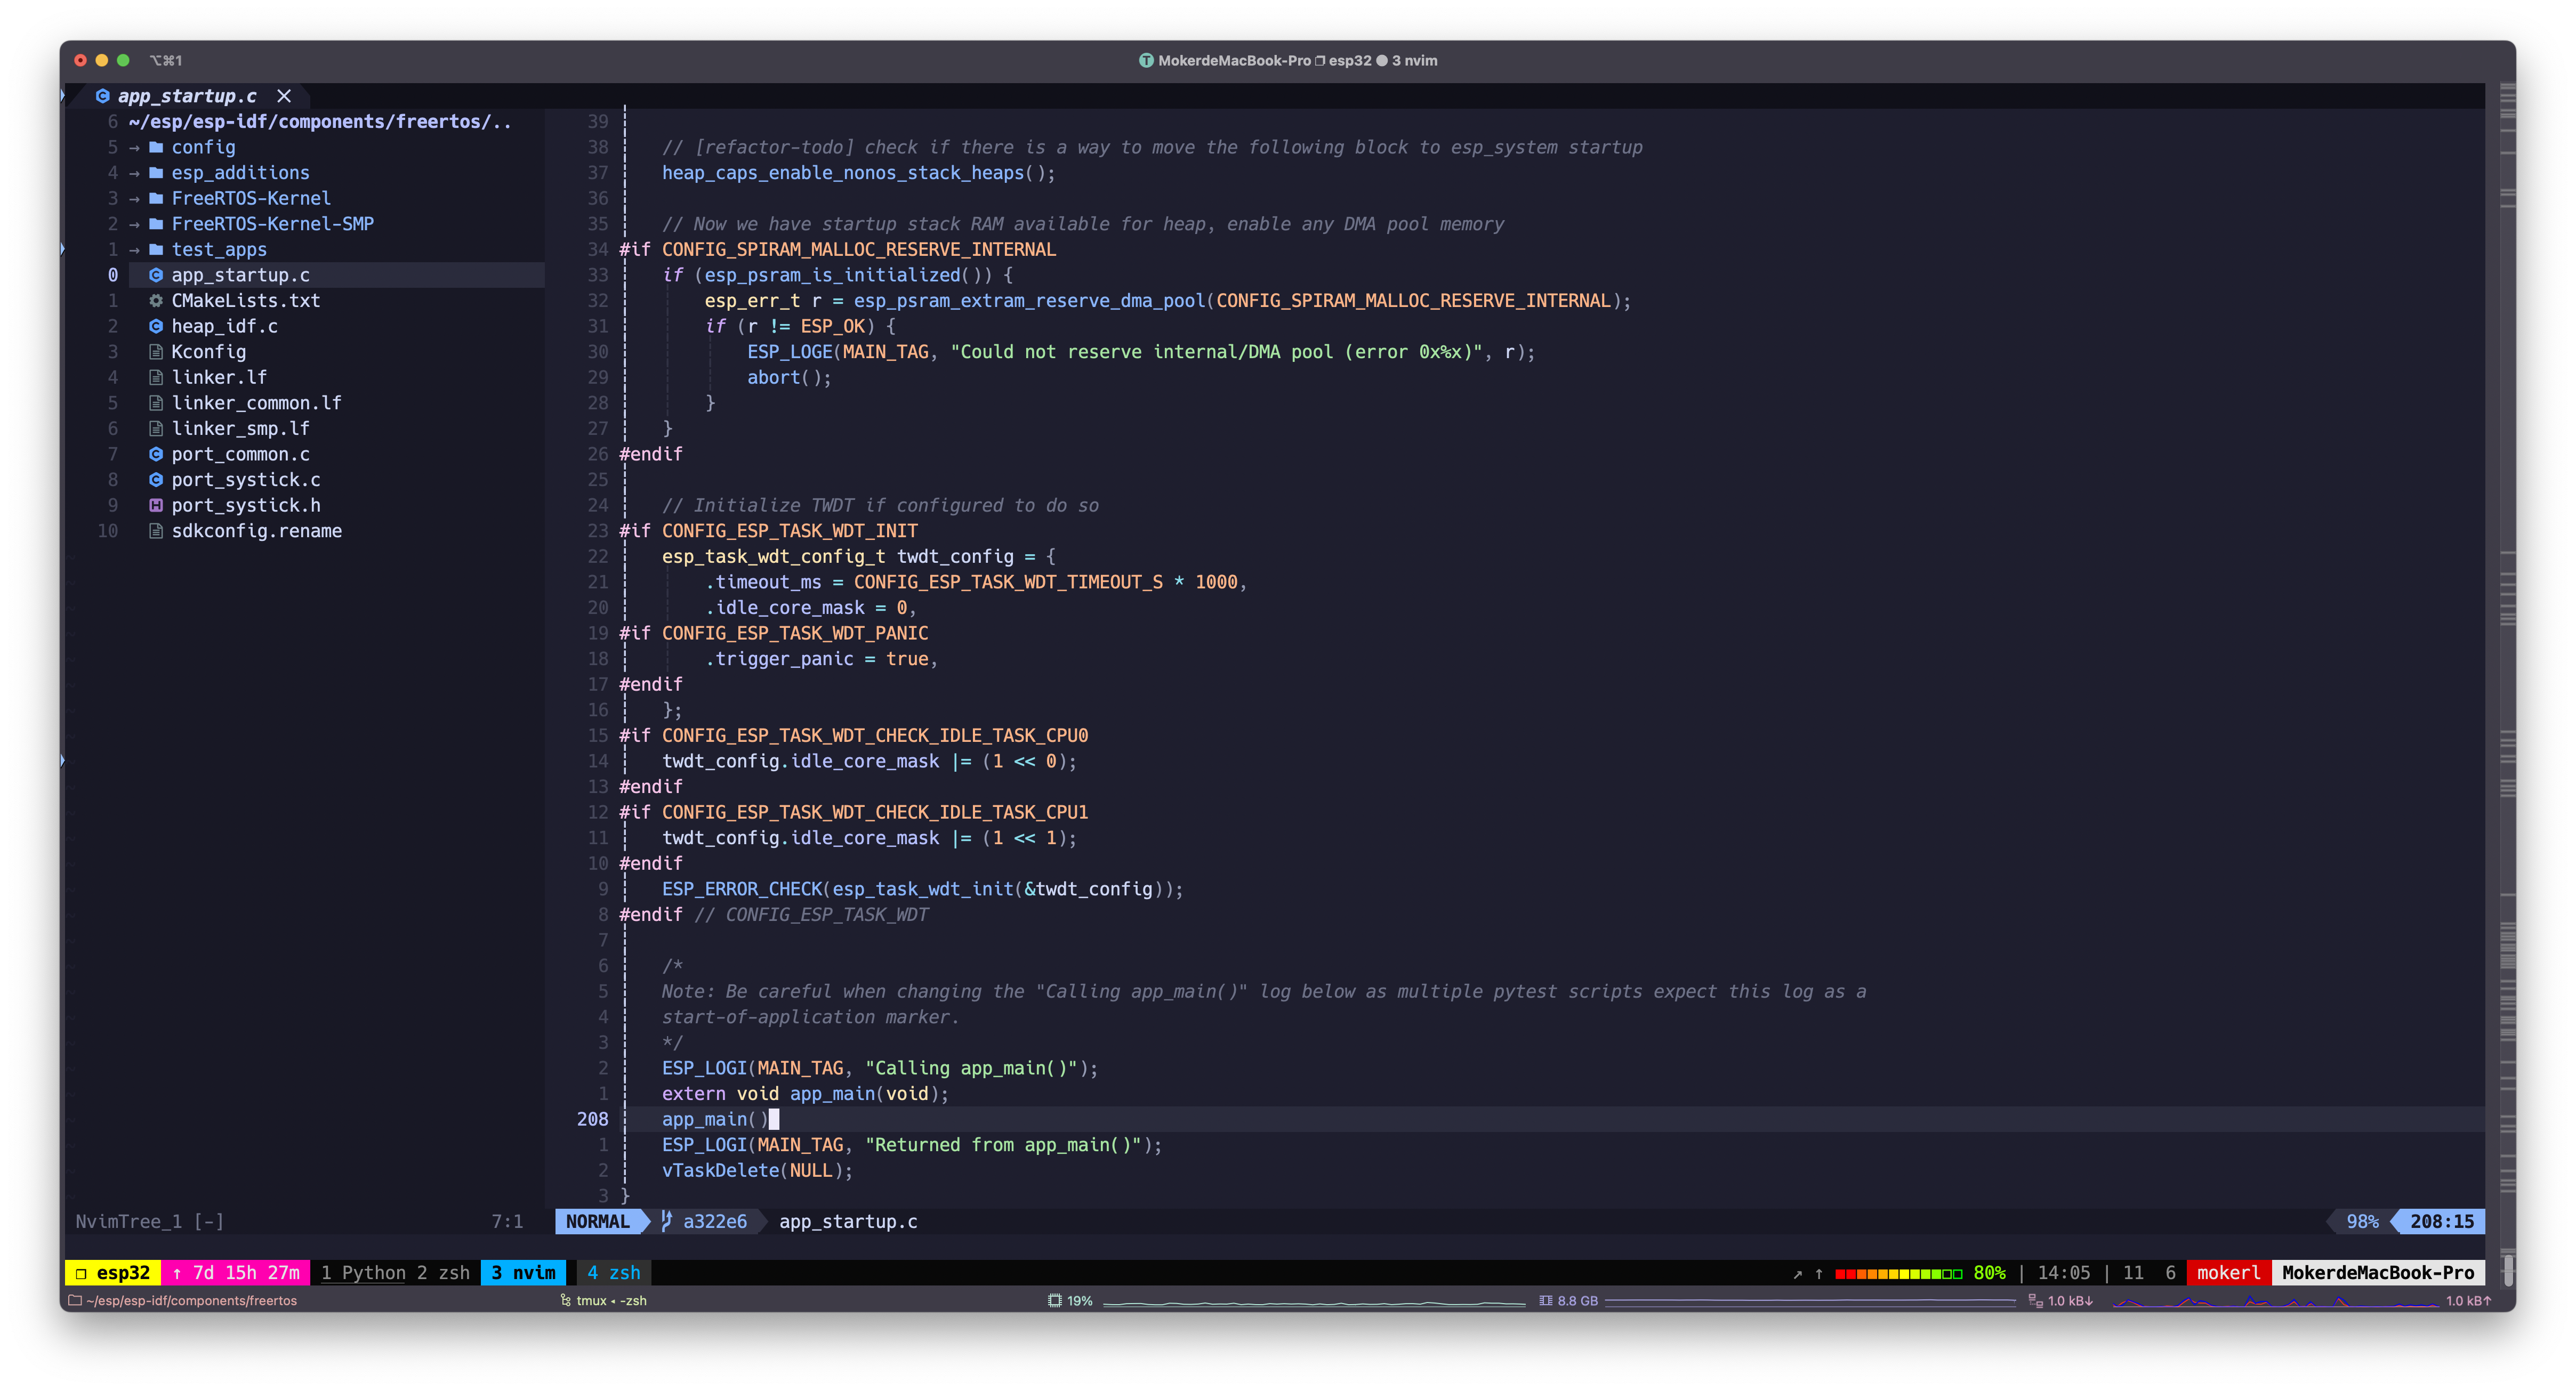 ⌥⌘1
MokerdeMacBook-Pro ❐ esp32 ● 3 nvim
app_startup.c
6 ~/esp/esp-idf/components/freertos/..
5 → config
4 → esp_additions
3 → FreeRTOS-Kernel
2 → FreeRTOS-Kernel-SMP
1 → test_apps
0 app_startup.c
1 CMakeLists.txt
2 heap_idf.c
3 Kconfig
4 linker.lf
5 linker_common.lf
6 linker_smp.lf
7 port_common.c
8 port_systick.c
9 port_systick.h
10 sdkconfig.rename
39
38 // [refactor-todo] check if there is a way to move the following block to esp_system startup
37 heap_caps_enable_nonos_stack_heaps();
36
35 // Now we have startup stack RAM available for heap, enable any DMA pool memory
34 #if CONFIG_SPIRAM_MALLOC_RESERVE_INTERNAL
33 if (esp_psram_is_initialized()) {
32 esp_err_t r = esp_psram_extram_reserve_dma_pool(CONFIG_SPIRAM_MALLOC_RESERVE_INTERNAL);
31 if (r != ESP_OK) {
30 ESP_LOGE(MAIN_TAG, "Could not reserve internal/DMA pool (error 0x%x)", r);
29 abort();
28 }
27 }
26 #endif
25
24 // Initialize TWDT if configured to do so
23 #if CONFIG_ESP_TASK_WDT_INIT
22 esp_task_wdt_config_t twdt_config = {
21 .timeout_ms = CONFIG_ESP_TASK_WDT_TIMEOUT_S * 1000,
20 .idle_core_mask = 0,
19 #if CONFIG_ESP_TASK_WDT_PANIC
18 .trigger_panic = true,
17 #endif
16 };
15 #if CONFIG_ESP_TASK_WDT_CHECK_IDLE_TASK_CPU0
14 twdt_config.idle_core_mask |= (1 << 0);
13 #endif
12 #if CONFIG_ESP_TASK_WDT_CHECK_IDLE_TASK_CPU1
11 twdt_config.idle_core_mask |= (1 << 1);
10 #endif
9 ESP_ERROR_CHECK(esp_task_wdt_init(&twdt_config));
8 #endif // CONFIG_ESP_TASK_WDT
7
6 /*
5 Note: Be careful when changing the "Calling app_main()" log below as multiple pytest scripts expect this log as a
4 start-of-application marker.
3 */
2 ESP_LOGI(MAIN_TAG, "Calling app_main()");
1 extern void app_main(void);
208 app_main()
1 ESP_LOGI(MAIN_TAG, "Returned from app_main()");
2 vTaskDelete(NULL);
3 }
NvimTree_1 [-] 7:1
NORMAL a322e6 app_startup.c 98% 208:15
❐ esp32 ↑ 7d 15h 27m 1 Python 2 zsh 3 nvim 4 zsh ↗ ↑ 80% | 14:05 | 11 6 mokerl MokerdeMacBook-Pro
~/esp/esp-idf/components/freertos tmux ◂ -zsh 19% 8.8 GB 1.0 kB↓ 1.0 kB↑